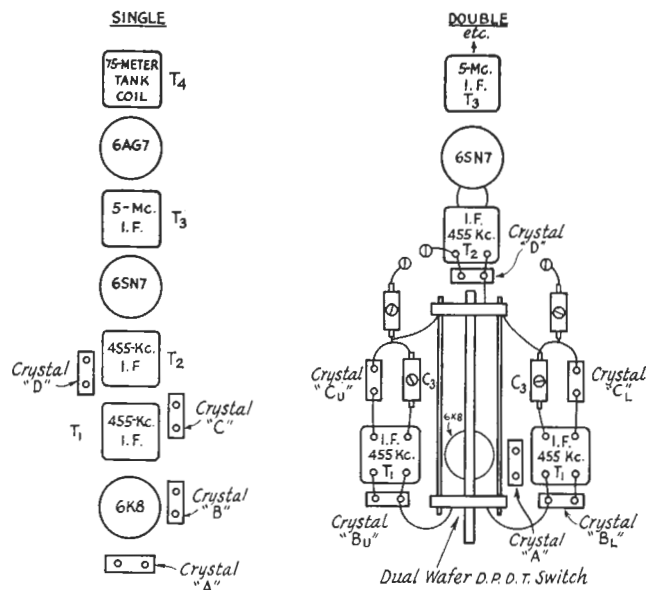 SINGLE
75-METER
TANK
COIL
T4
6AG7
5-Mc.
I.F.
T3
6SN7
455-Kc.
I.F
T2
Crystal
"D"
T1
455-Kc.
I.F.
Crystal
"C"
6K8
Crystal
"B"
Crystal
"A"
DOUBLE
etc.
5-Mc.
I.F.
T3
6SN7
I.F.
455 Kc.
T2
Crystal
"D"
Crystal
"CU"
C3
C3
Crystal
"CL"
6K8
I.F.
455 Kc.
T1
I.F.
455 Kc.
T1
Crystal
"BU"
Crystal
"A"
Crystal
"BL"
Dual Wafer D.P.D.T. Switch